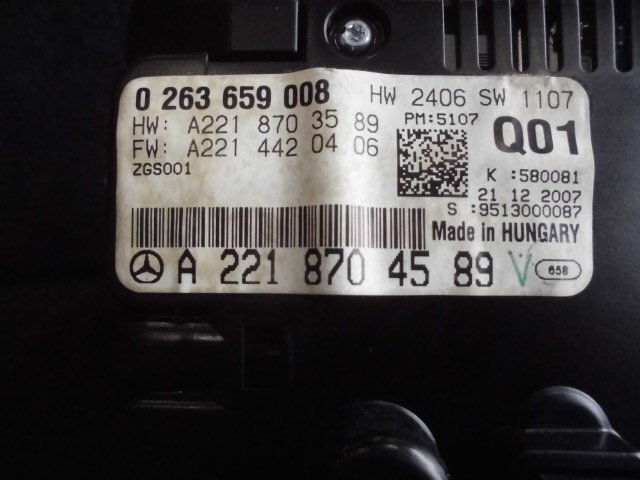 0 263 659 008 HW 2406 SW 1107
HW: A221 870 35 89 PM:5107 Q01
FW: A221 442 04 06
ZGS001 K :580081
21 12 2007
S :9513000087
Made in HUNGARY
A 221 870 45 89 V 658